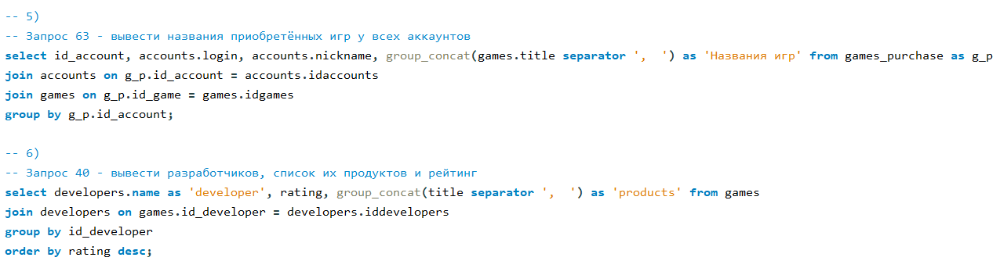 -- 5)
-- Запрос 63 - вывести названия приобретённых игр у всех аккаунтов
select id_account, accounts.login, accounts.nickname, group_concat(games.title separator ',  ') as 'Названия игр' from games_purchase as g_p
join accounts on g_p.id_account = accounts.idaccounts
join games on g_p.id_game = games.idgames
group by g_p.id_account;
-- 6)
-- Запрос 40 - вывести разработчиков, список их продуктов и рейтинг
select developers.name as 'developer', rating, group_concat(title separator ',  ') as 'products' from games
join developers on games.id_developer = developers.iddevelopers
group by id_developer
order by rating desc;